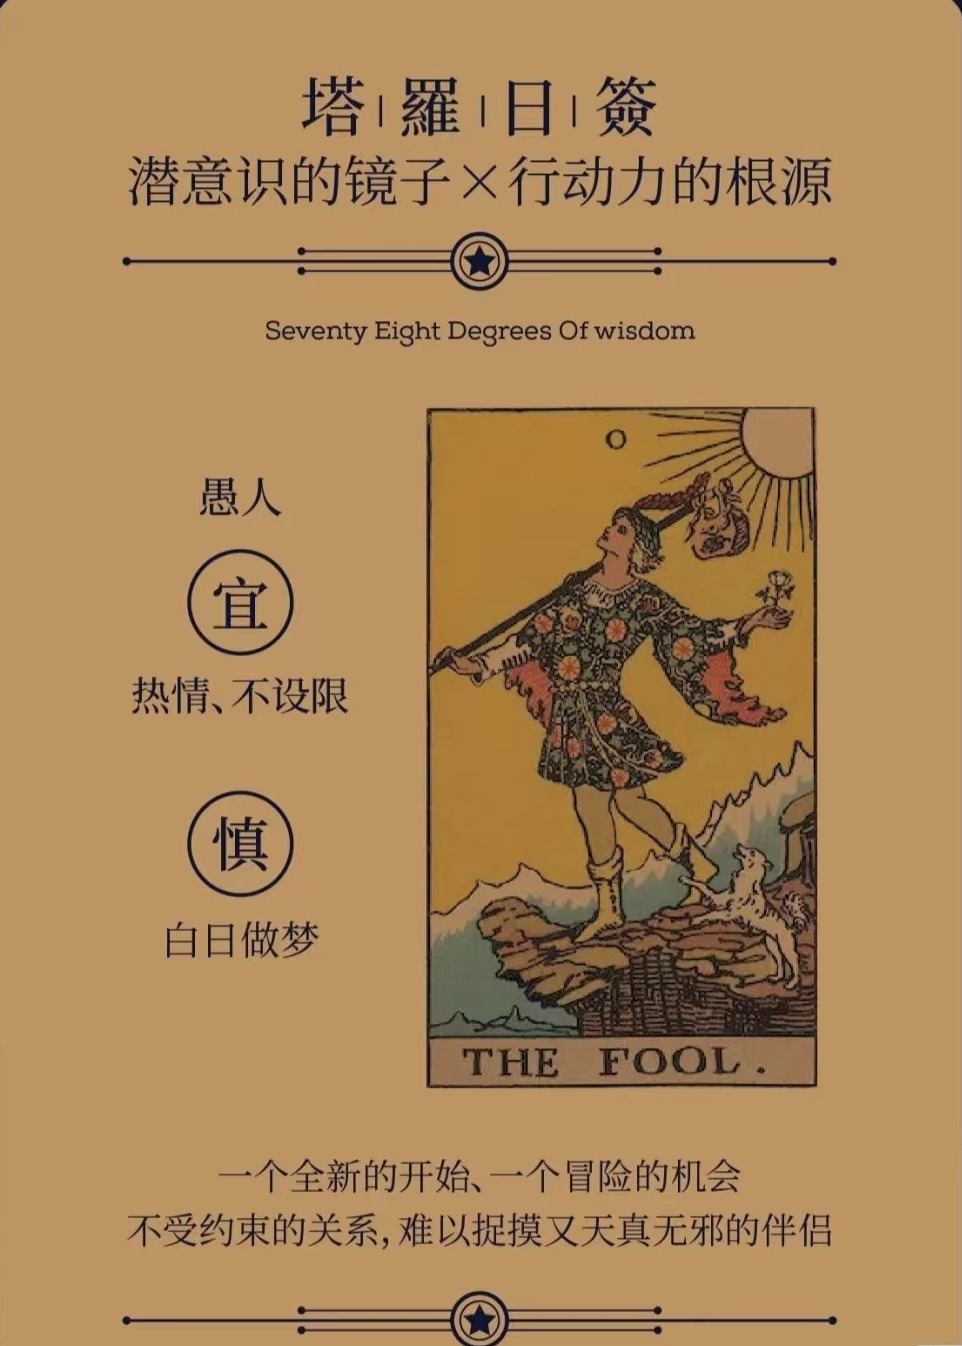 塔|羅|日|簽
潜意识的镜子×行动力的根源
Seventy Eight Degrees Of wisdom
愚人
宜
热情、不设限
慎
白日做梦
0
THE FOOL.
一个全新的开始、一个冒险的机会
不受约束的关系,难以捉摸又天真无邪的伴侣